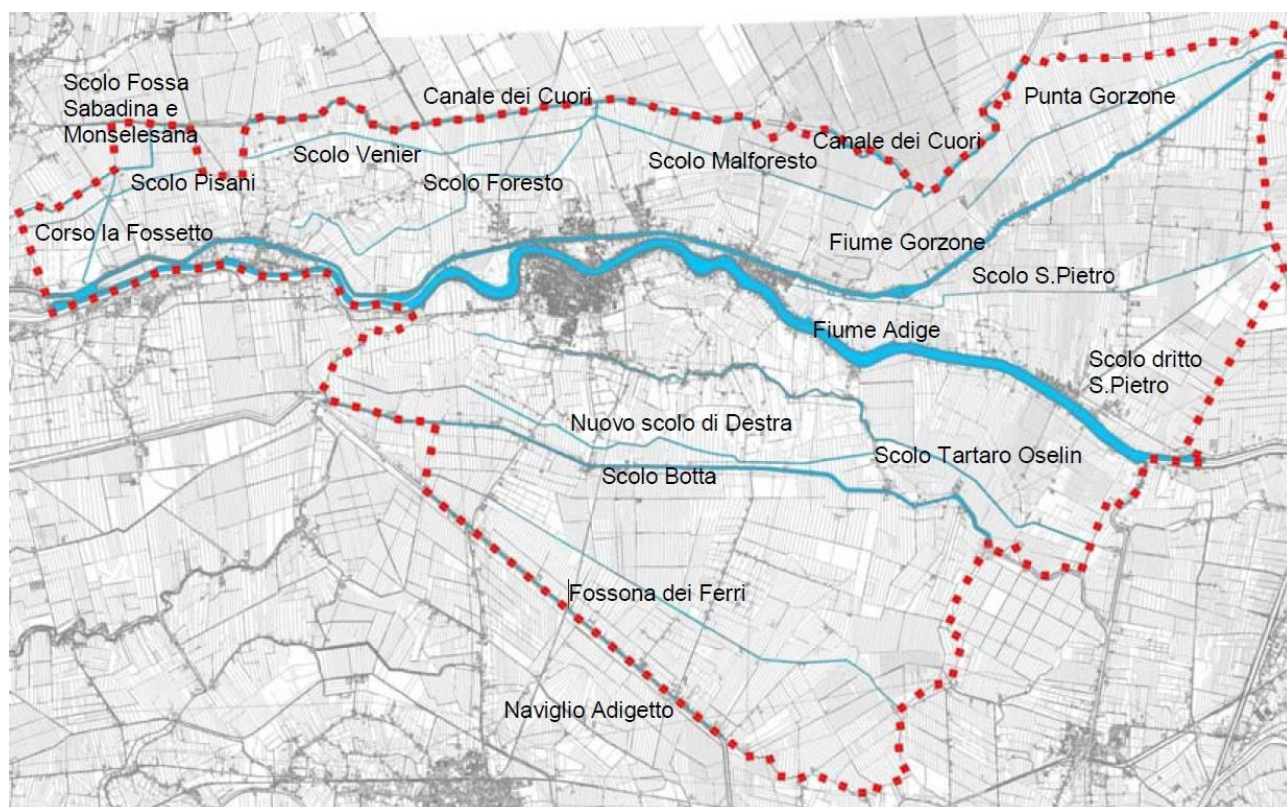 Scolo Fossa
Sabadina e
Monselesana
Canale dei Cuori
Punta Gorzone
Scolo Venier
Canale dei Cuori
Scolo Malforesto
Scolo Pisani
Scolo Foresto
Corso la Fossetto
Fiume Gorzone
Scolo S.Pietro
Fiume Adige
Scolo dritto
S.Pietro
Nuovo scolo di Destra
Scolo Tartaro Oselin
Scolo Botta
Fossona dei Ferri
Naviglio Adigetto